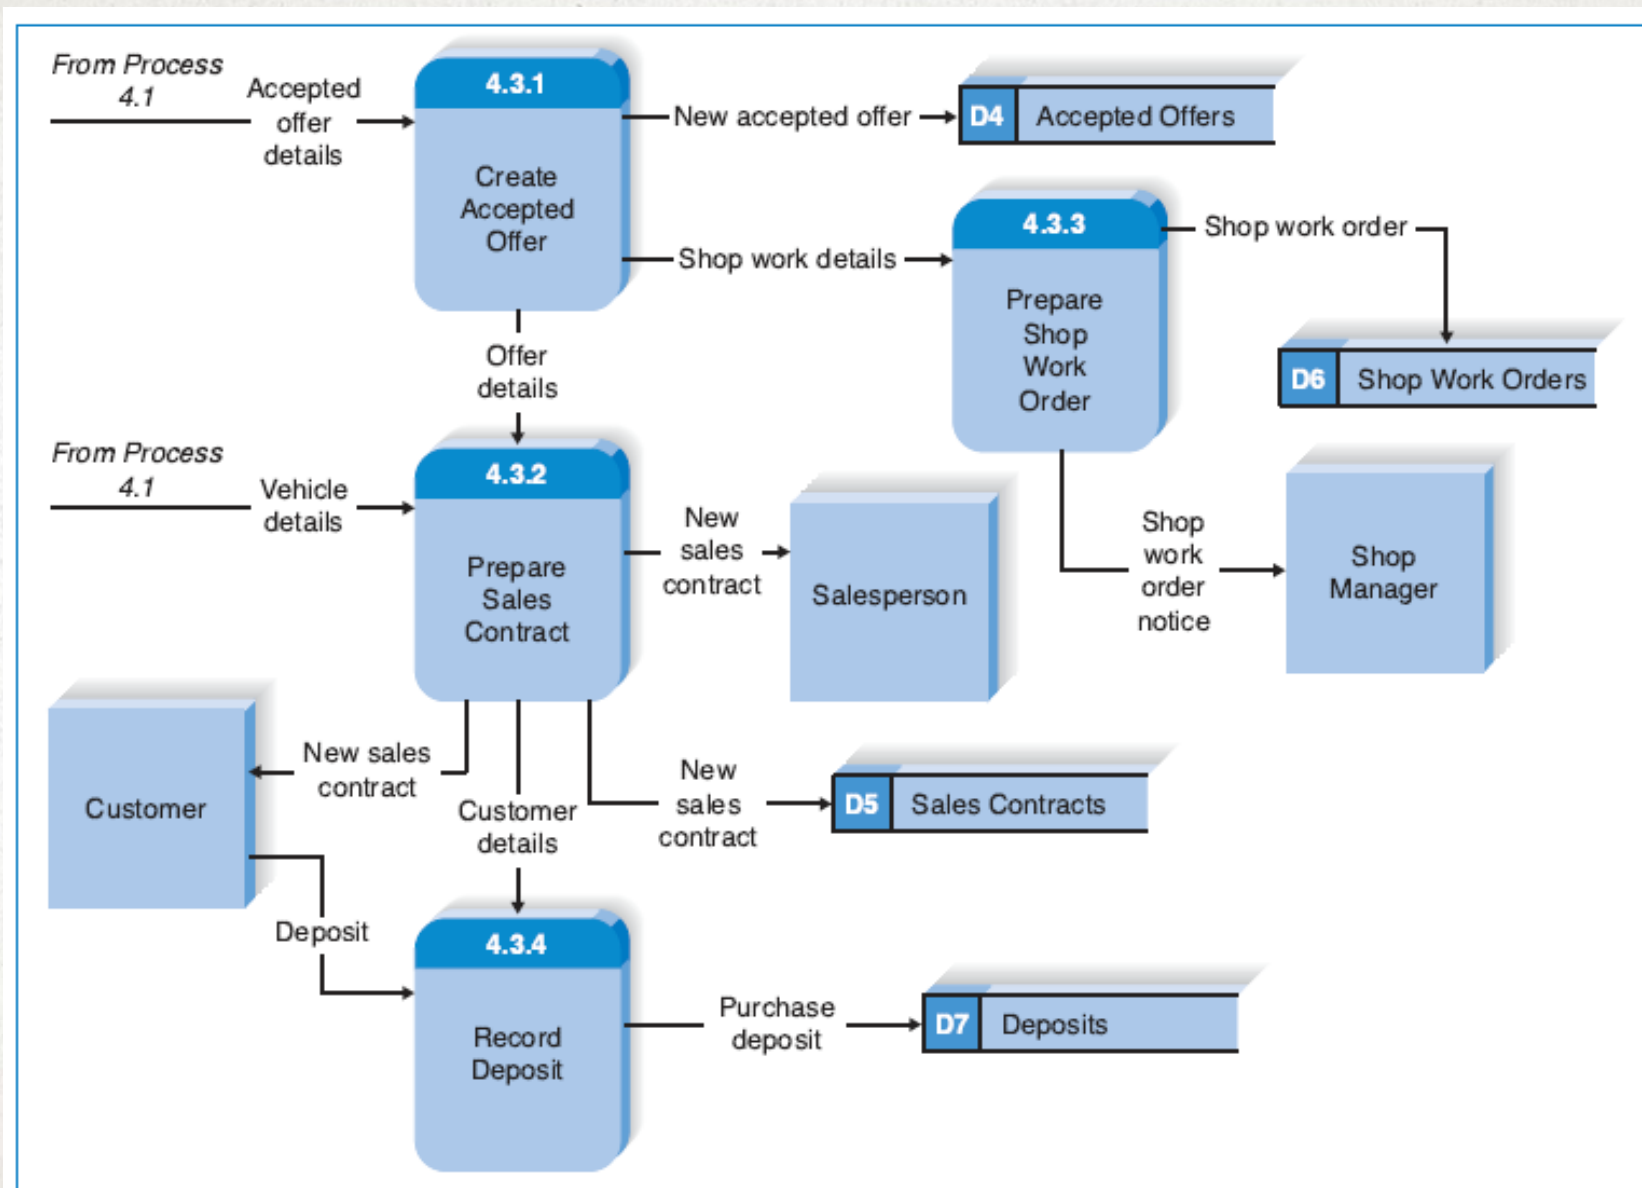 From Process
4.1
Accepted
offer
details
4.3.1
Create
Accepted
Offer
New accepted offer
D4 Accepted Offers
Shop work details
4.3.3
Prepare
Shop
Work
Order
Shop work order
D6 Shop Work Orders
Offer
details
From Process
4.1
Vehicle
details
4.3.2
Prepare
Sales
Contract
New
sales
contract
Salesperson
Shop
work
order
notice
Shop
Manager
Customer
New sales
contract
Customer
details
New
sales
contract
D5 Sales Contracts
Deposit
4.3.4
Record
Deposit
Purchase
deposit
D7 Deposits